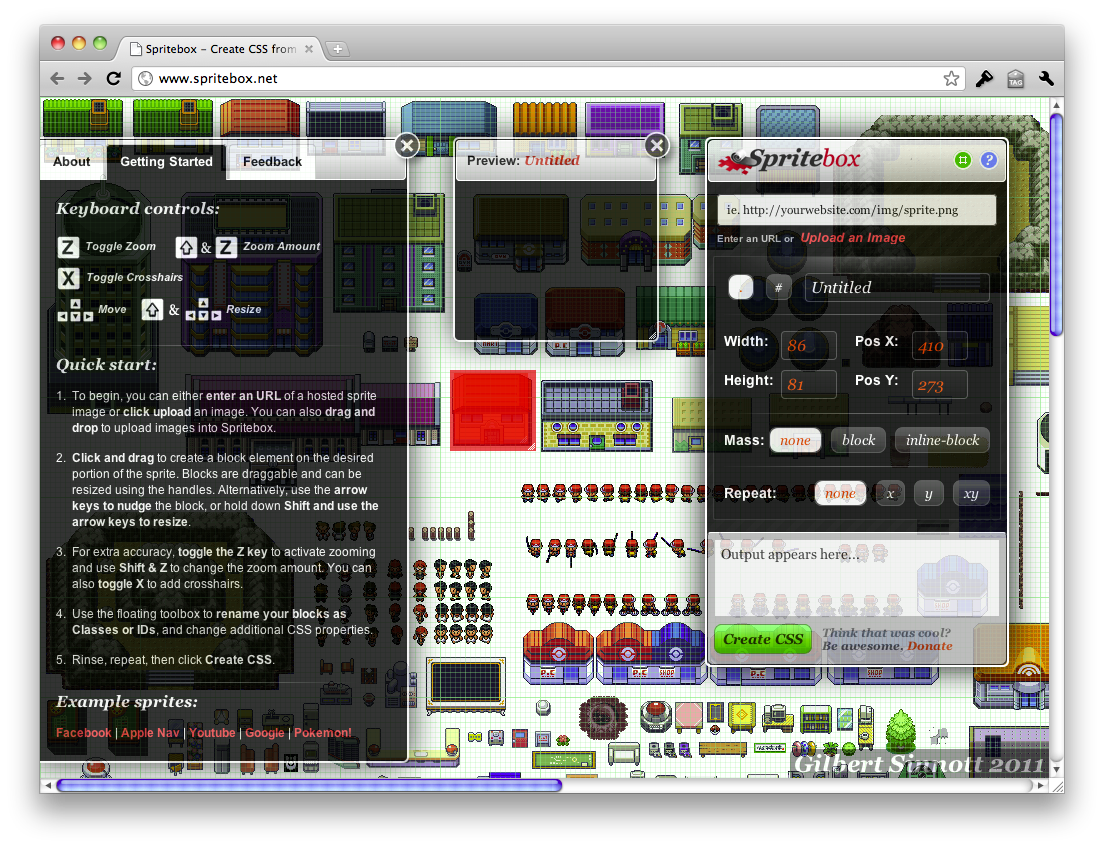 Spritebox – Create CSS from
www.spritebox.net
TAG
About
Getting Started
Feedback
Keyboard controls:
Z Toggle Zoom & Z Zoom Amount
X Toggle Crosshairs
Move & Resize
Quick start:
1. To begin, you can either enter an URL of a hosted sprite
image or click upload an image. You can also drag and
drop to upload images into Spritebox.
2. Click and drag to create a block element on the desired
portion of the sprite. Blocks are draggable and can be
resized using the handles. Alternatively, use the arrow
keys to nudge the block, or hold down Shift and use the
arrow keys to resize.
3. For extra accuracy, toggle the Z key to activate zooming
and use Shift & Z to change the zoom amount. You can
also toggle X to add crosshairs.
4. Use the floating toolbox to rename your blocks as
Classes or IDs, and change additional CSS properties.
5. Rinse, repeat, then click Create CSS.
Example sprites:
Facebook | Apple Nav | Youtube | Google | Pokemon!
Preview: Untitled
Spritebox
?
ie. http://yourwebsite.com/img/sprite.png
Enter an URL or Upload an Image
. # Untitled
Width: 86 Pos X: 410
Height: 81 Pos Y: 273
Mass: none block inline-block
Repeat: none x y xy
Output appears here...
Create CSS
Think that was cool?
Be awesome. Donate
MART
P.C
P.C
P.C
P.C
SHOP
Gilbert Sinnott 2011